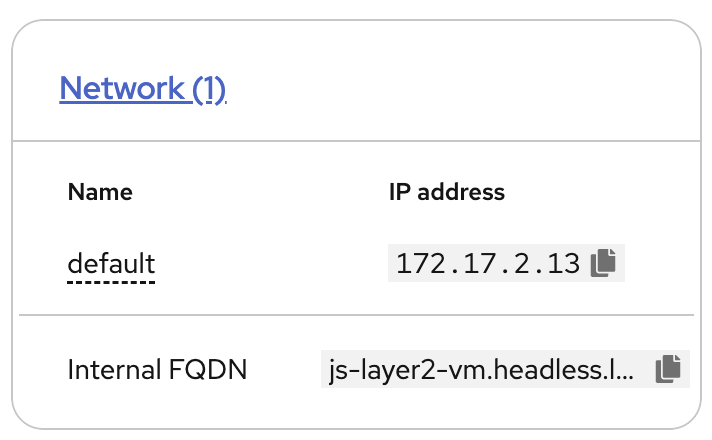 Network (1)
Name IP address
default 172.17.2.13
Internal FQDN js-layer2-vm.headless.l...